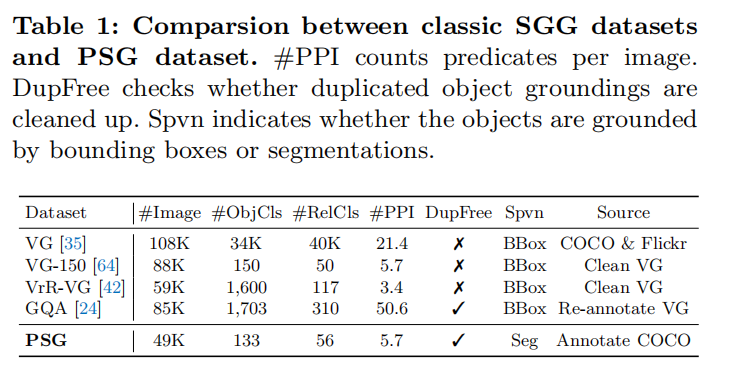 Table 1: Comparsion between classic SGG datasets
and PSG dataset. #PPI counts predicates per image.
DupFree checks whether duplicated object groundings are
cleaned up. Spvn indicates whether the objects are grounded
by bounding boxes or segmentations.
Dataset #Image #ObjCls #RelCls #PPI DupFree Spvn Source
VG [35] 108K 34K 40K 21.4 ✗ BBox COCO & Flickr
VG-150 [64] 88K 150 50 5.7 ✗ BBox Clean VG
VrR-VG [42] 59K 1,600 117 3.4 ✗ BBox Clean VG
GQA [24] 85K 1,703 310 50.6 ✓ BBox Re-annotate VG
PSG 49K 133 56 5.7 ✓ Seg Annotate COCO